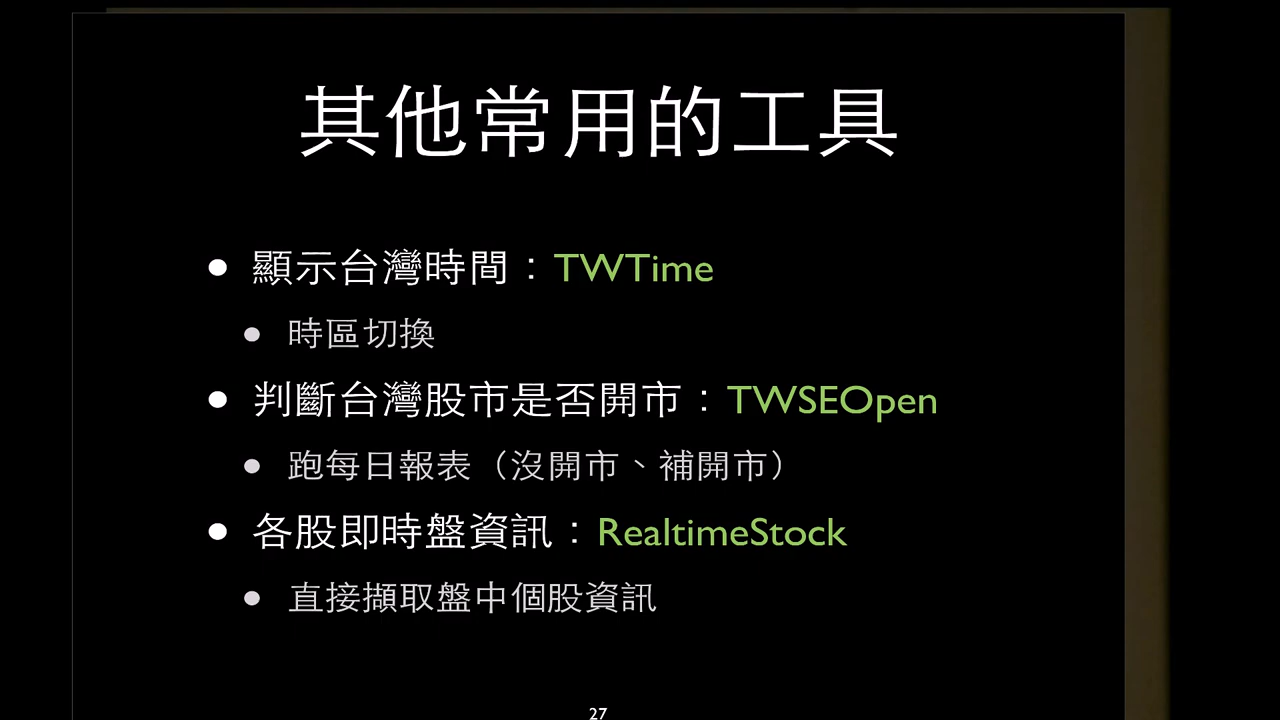 其他常用的工具
• 顯示台灣時間：TWTime
• 時區切換
• 判斷台灣股市是否開市：TWSEOpen
• 跑每日報表（沒開市、補開市）
• 各股即時盤資訊：RealtimeStock
• 直接擷取盤中個股資訊
27